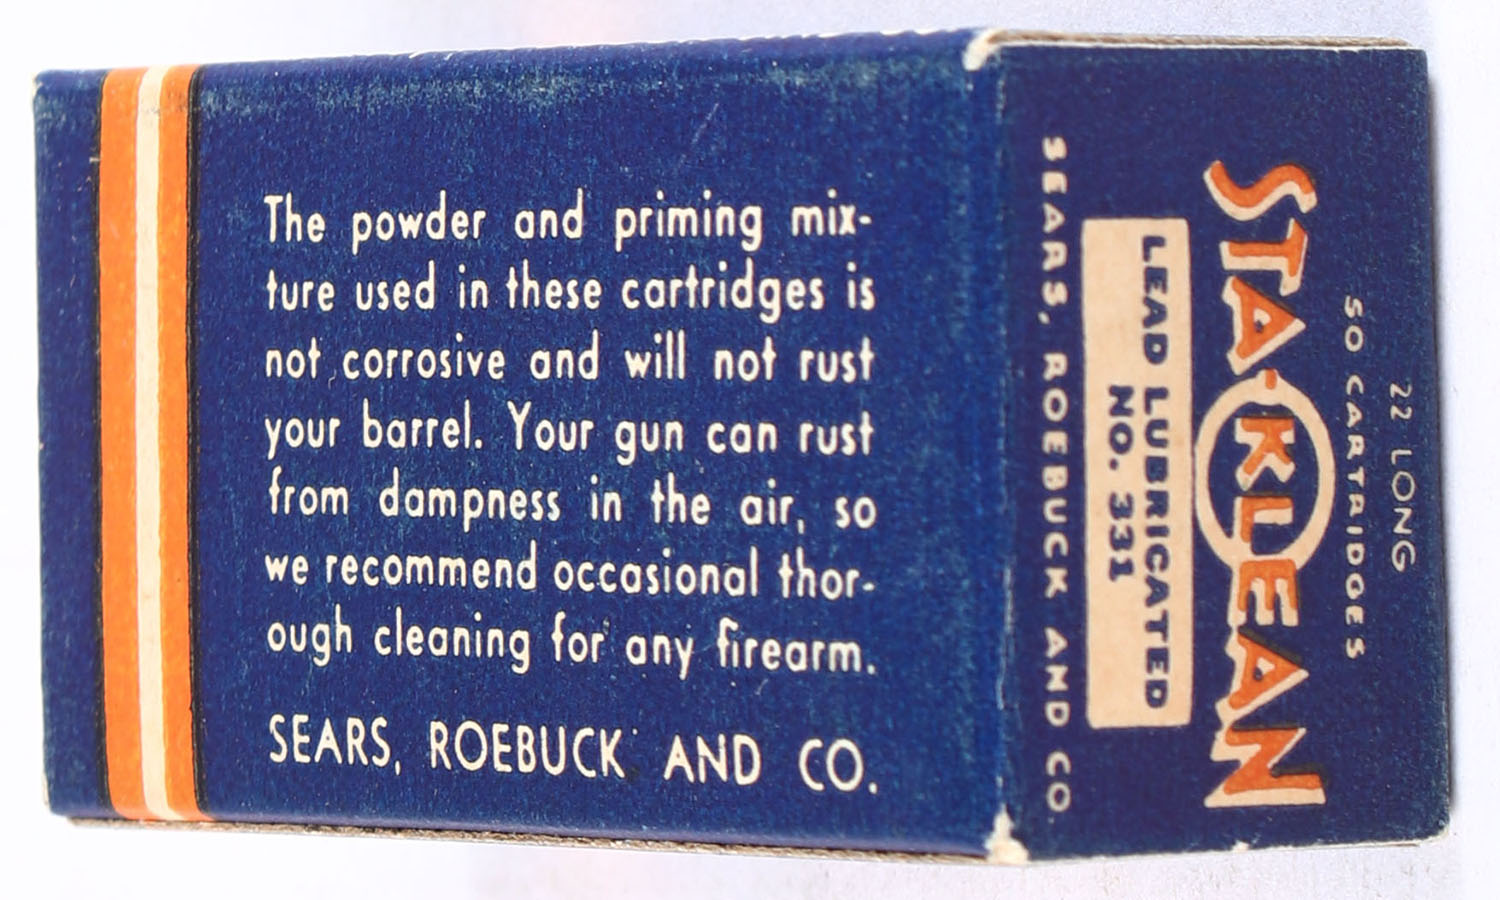 The powder and priming mix-
ture used in these cartridges is
not corrosive and will not rust
your barrel. Your gun can rust
from dampness in the air, so
we recommend occasional thor-
ough cleaning for any firearm.
SEARS, ROEBUCK AND CO.
22 LONG
50 CARTRIDGES
STA-KLEAN
LEAD LUBRICATED
NO. 331
SEARS, ROEBUCK AND CO.